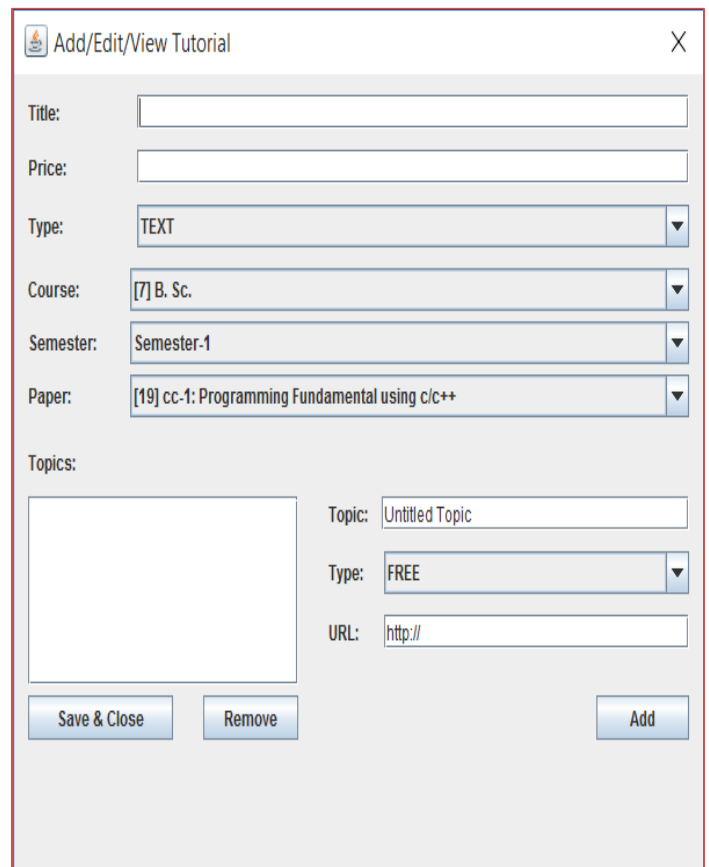 Add/Edit/View Tutorial
Title:
Price:
Type: TEXT
Course: [7] B. Sc.
Semester: Semester-1
Paper: [19] cc-1: Programming Fundamental using c/c++
Topics:
Topic: Untitled Topic
Type: FREE
URL: http://
Save & Close Remove Add